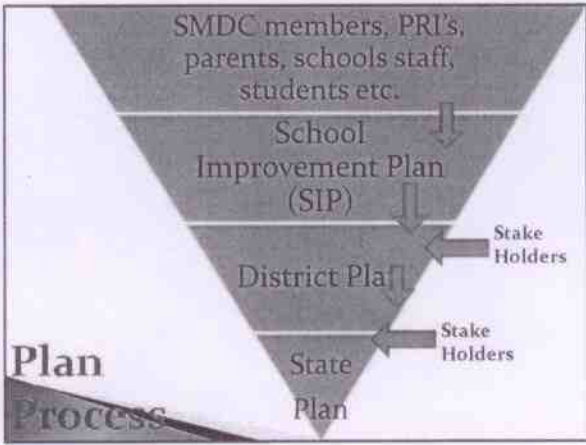 SMDC members, PRI's,
parents, schools staff,
students etc.
School
Improvement Plan
(SIP)
Stake
Holders
District Pla
Stake
Holders
State
Plan
Plan
Process